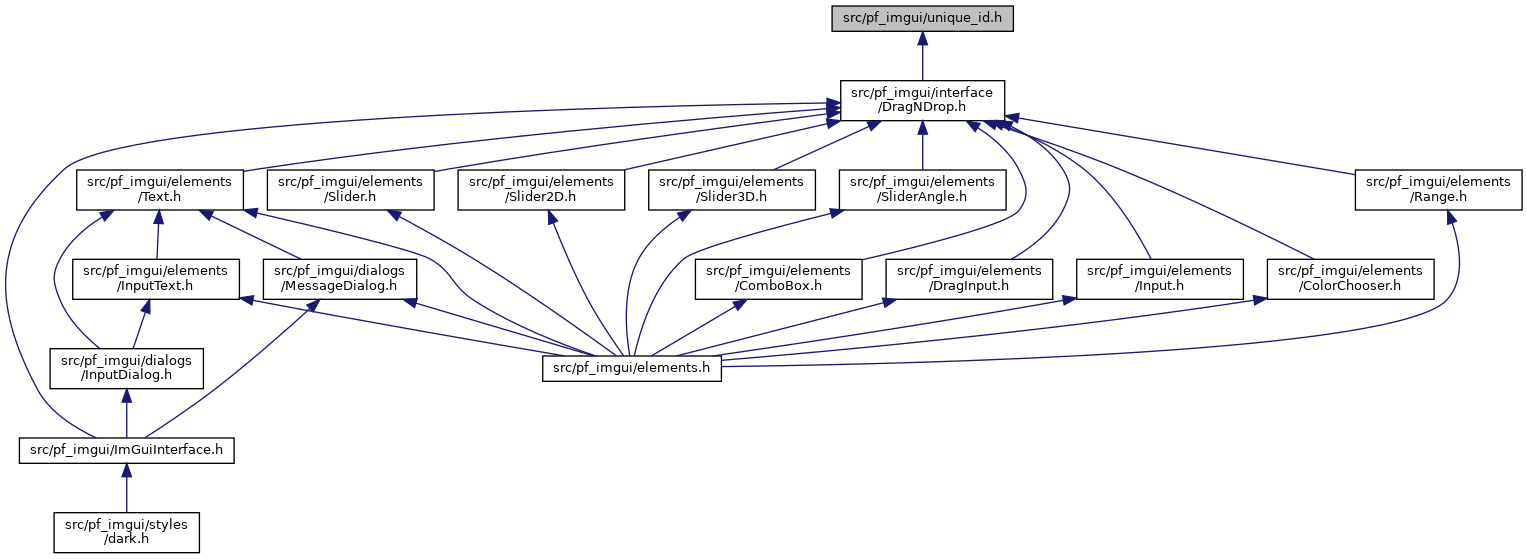 src/pf_imgui/unique_id.h
src/pf_imgui/interface
/DragNDrop.h
src/pf_imgui/elements
/Text.h
src/pf_imgui/elements
/Slider.h
src/pf_imgui/elements
/Slider2D.h
src/pf_imgui/elements
/Slider3D.h
src/pf_imgui/elements
/SliderAngle.h
src/pf_imgui/elements
/Range.h
src/pf_imgui/elements
/InputText.h
src/pf_imgui/dialogs
/MessageDialog.h
src/pf_imgui/elements
/ComboBox.h
src/pf_imgui/elements
/DragInput.h
src/pf_imgui/elements
/Input.h
src/pf_imgui/elements
/ColorChooser.h
src/pf_imgui/dialogs
/InputDialog.h
src/pf_imgui/elements.h
src/pf_imgui/ImGuiInterface.h
src/pf_imgui/styles
/dark.h